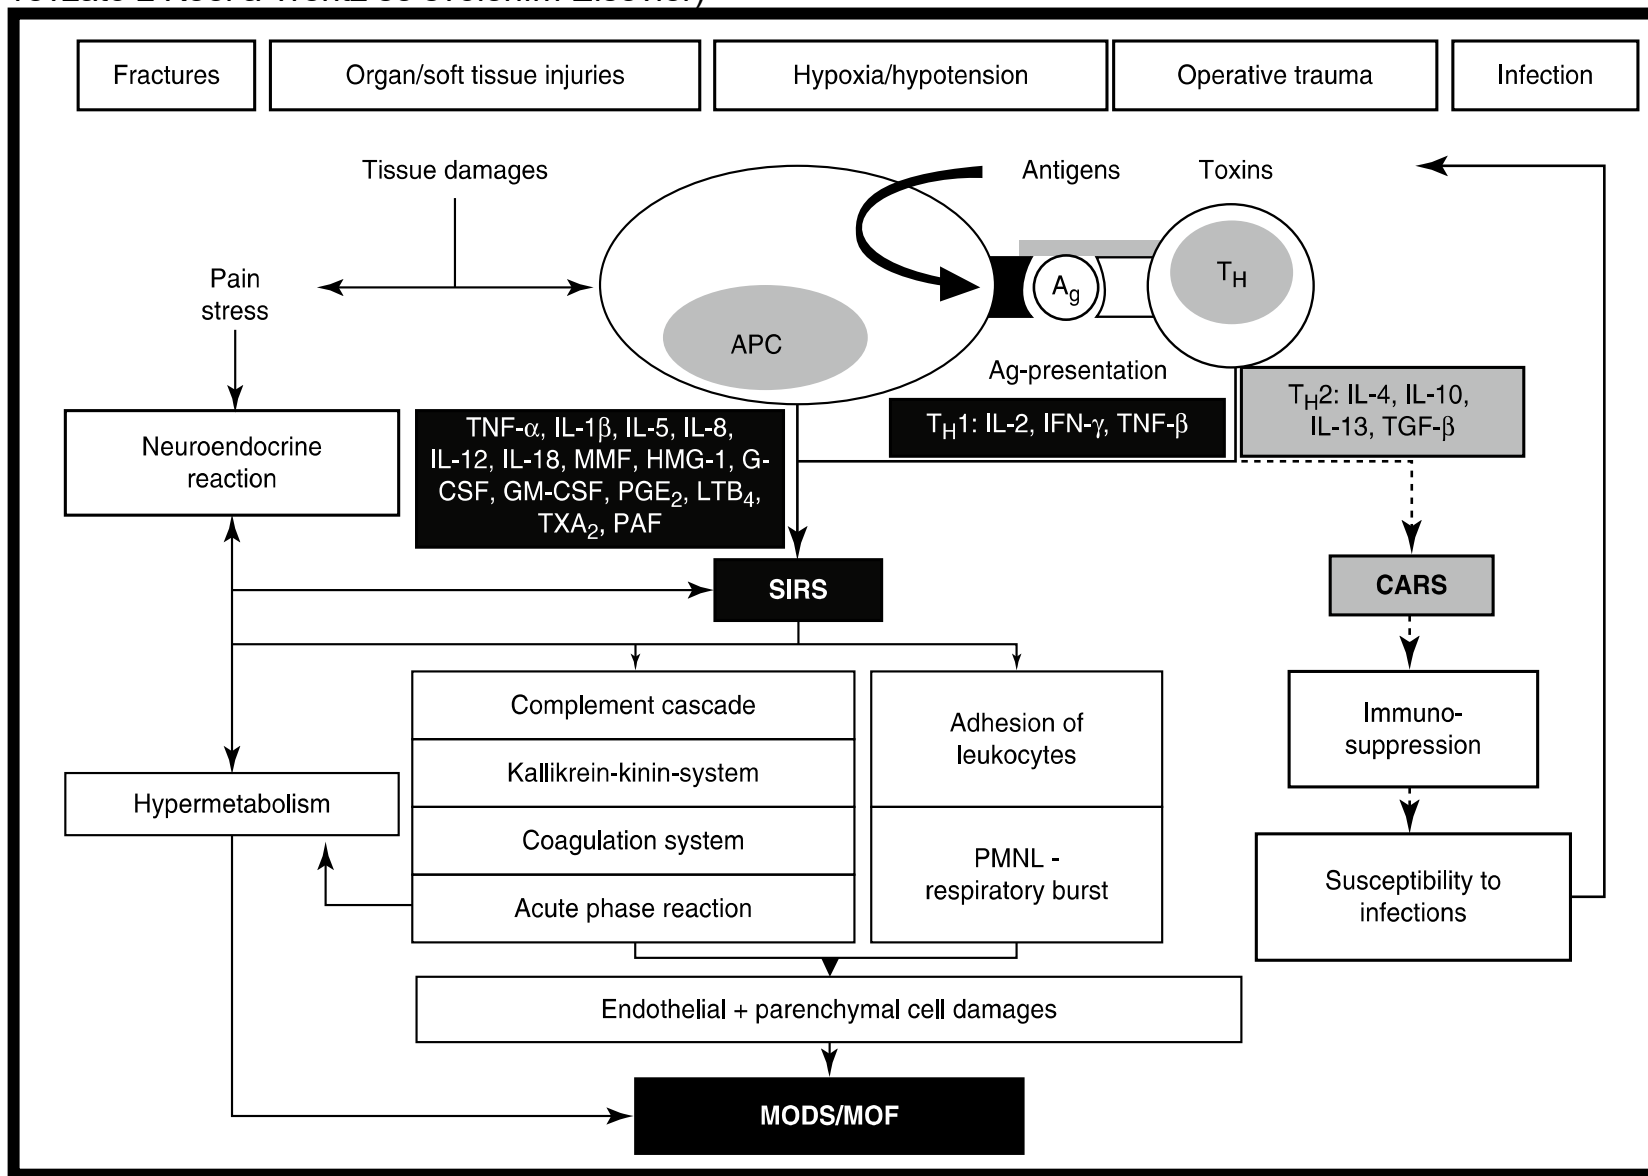 Fractures
Organ/soft tissue injuries
Hypoxia/hypotension
Operative trauma
Infection
Tissue damages
Antigens
Toxins
Pain
stress
APC
Ag
TH
Ag-presentation
Neuroendocrine
reaction
TNF-α, IL-1β, IL-5, IL-8,
IL-12, IL-18, MMF, HMG-1, G-
CSF, GM-CSF, PGE2, LTB4,
TXA2, PAF
TH1: IL-2, IFN-γ, TNF-β
TH2: IL-4, IL-10,
IL-13, TGF-β
SIRS
CARS
Complement cascade
Kallikrein-kinin-system
Coagulation system
Acute phase reaction
Adhesion of
leukocytes
PMNL -
respiratory burst
Immuno-
suppression
Hypermetabolism
Susceptibility to
infections
Endothelial + parenchymal cell damages
MODS/MOF